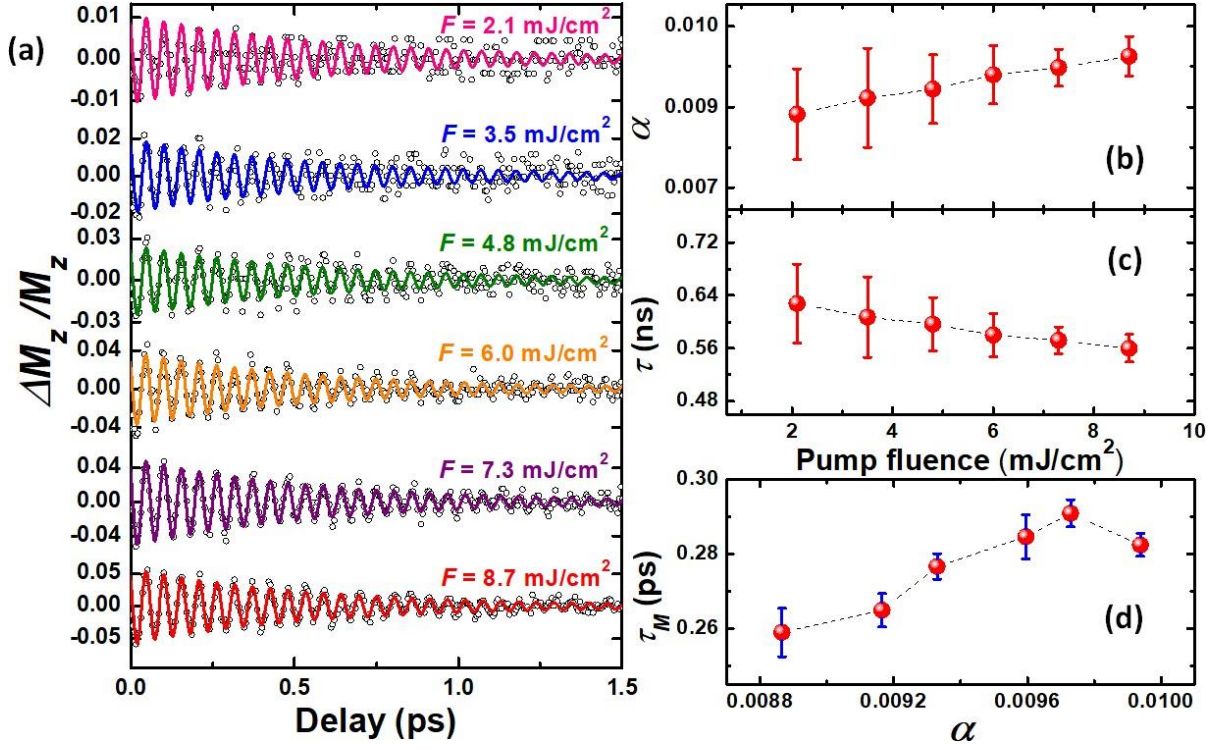 (a)
ΔM_z/M_z
0.01
0.00
-0.01
F = 2.1 mJ/cm²
0.02
0.00
-0.02
F = 3.5 mJ/cm²
0.03
0.00
-0.03
F = 4.8 mJ/cm²
0.04
0.00
-0.04
F = 6.0 mJ/cm²
0.04
0.00
-0.04
F = 7.3 mJ/cm²
0.05
0.00
-0.05
F = 8.7 mJ/cm²
0.0 0.5 1.0 1.5
Delay (ps)
0.010
0.009
0.007
α
(b)
0.72
0.64
0.56
0.48
τ (ns)
(c)
2 4 6 8 10
Pump fluence (mJ/cm²)
0.30
0.28
0.26
τ_M (ps)
(d)
0.0088 0.0092 0.0096 0.0100
α